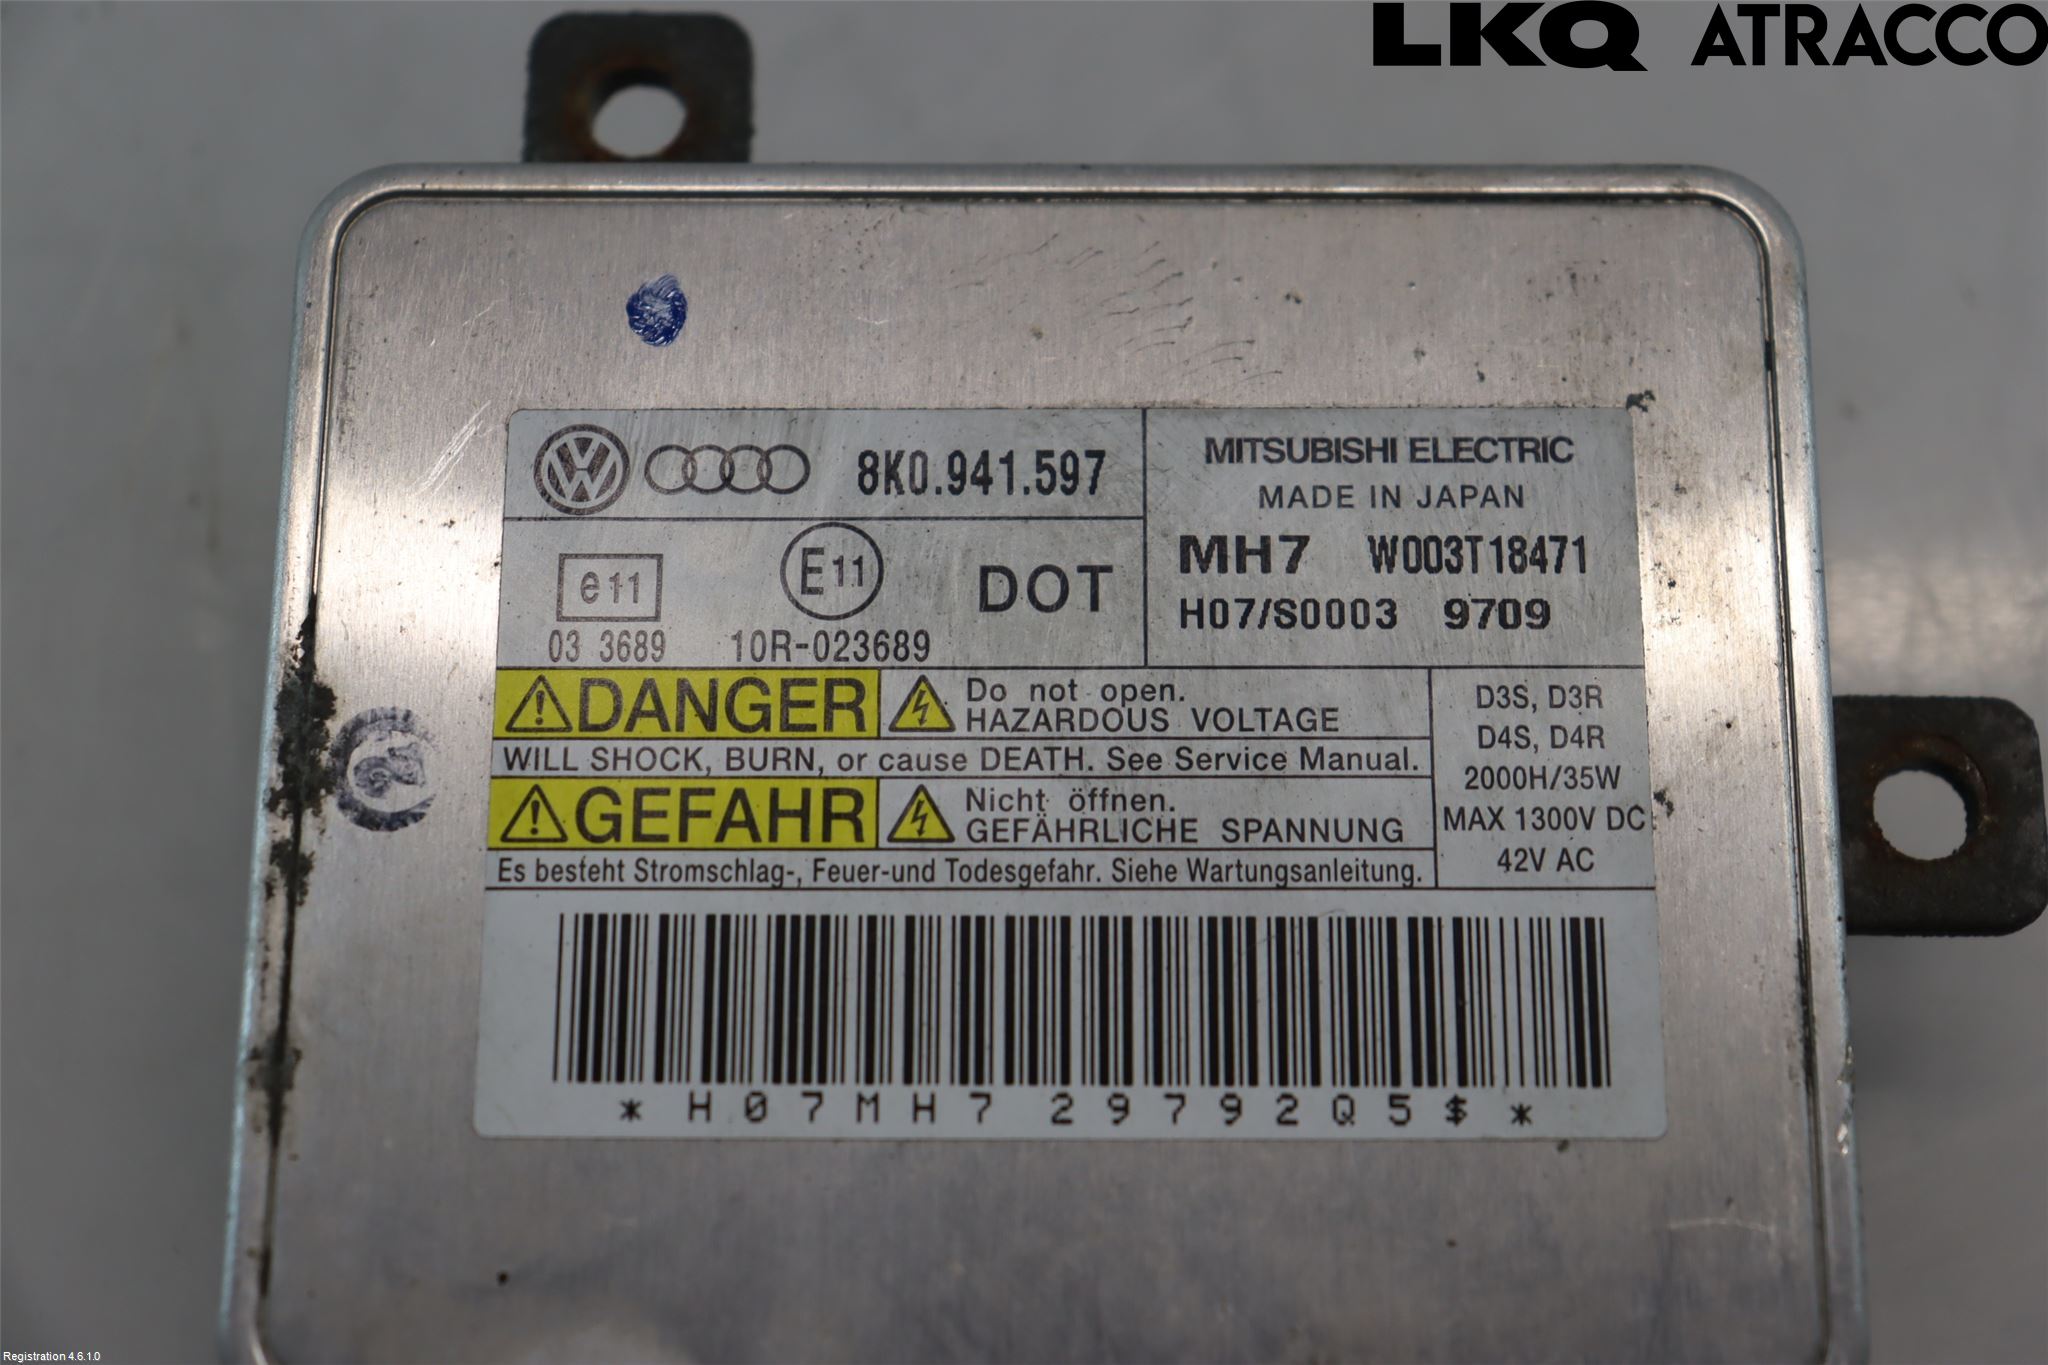 LKQ ATRACCO
8K0.941.597
MITSUBISHI ELECTRIC
MADE IN JAPAN
MH7 W003T18471
H07/S0003 9709
e11
E11
DOT
03 3689 10R-023689
DANGER
Do not open.
HAZARDOUS VOLTAGE
WILL SHOCK, BURN, or cause DEATH. See Service Manual.
GEFAHR
Nicht öffnen.
GEFÄHRLICHE SPANNUNG
Es besteht Stromschlag-, Feuer-und Todesgefahr. Siehe Wartungsanleitung.
D3S, D3R
D4S, D4R
2000H/35W
MAX 1300V DC
42V AC
* H07MH7 29792Q5$ *
Registration 4.6.1.0